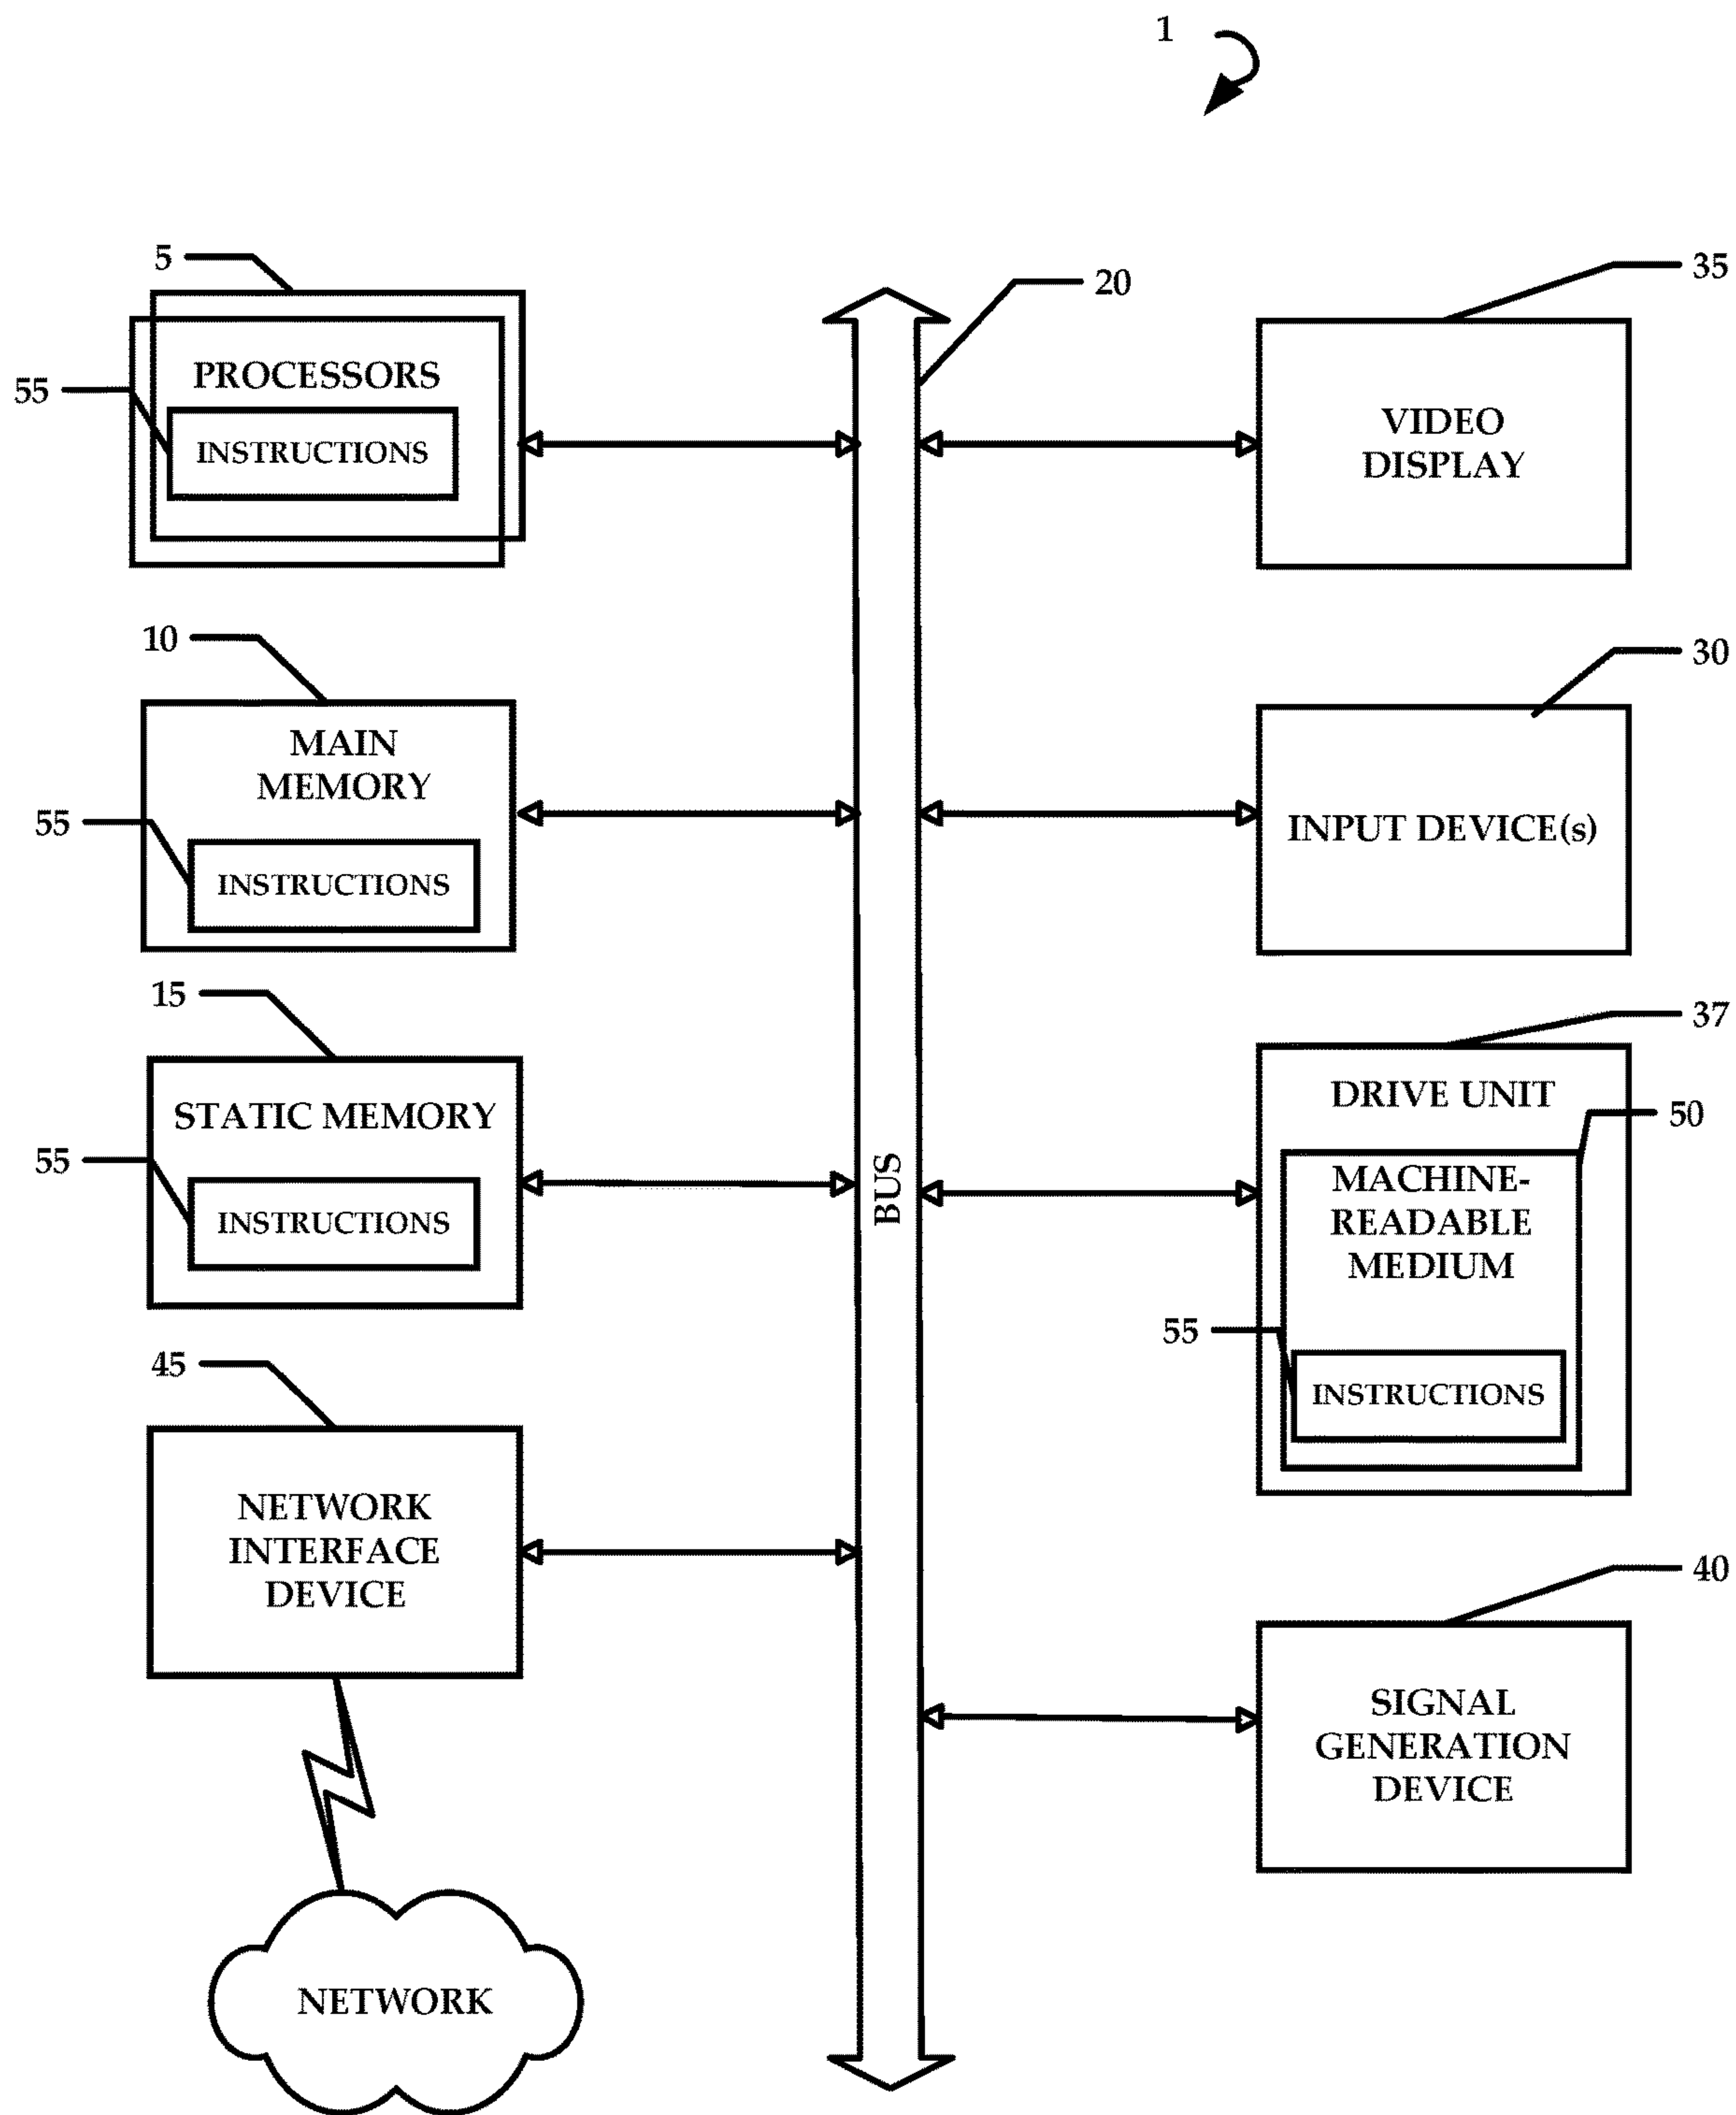 1
5
PROCESSORS
55
INSTRUCTIONS
10
MAIN
MEMORY
55
INSTRUCTIONS
15
STATIC MEMORY
55
INSTRUCTIONS
45
NETWORK
INTERFACE
DEVICE
NETWORK
20
BUS
35
VIDEO
DISPLAY
30
INPUT DEVICE(s)
37
DRIVE UNIT
50
MACHINE-
READABLE
MEDIUM
55
INSTRUCTIONS
40
SIGNAL
GENERATION
DEVICE